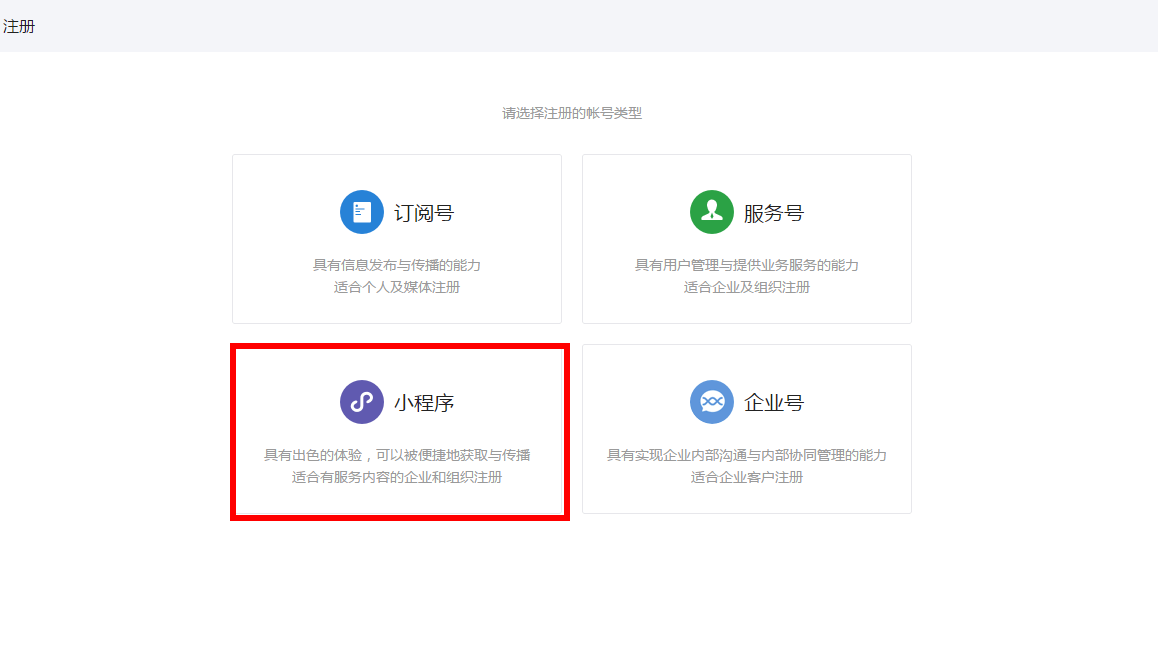 注册
请选择注册的帐号类型
订阅号
具有信息发布与传播的能力
适合个人及媒体注册
服务号
具有用户管理与提供业务服务的能力
适合企业及组织注册
小程序
具有出色的体验，可以被便捷地获取与传播
适合有服务内容的企业和组织注册
企业号
具有实现企业内部沟通与内部协同管理的能力
适合企业客户注册